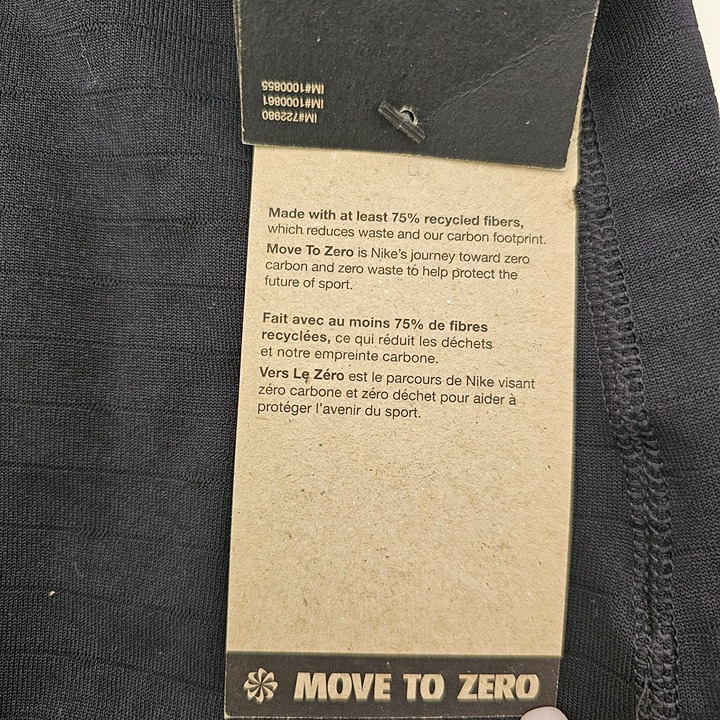 IM#722980
IM#1000861
IM#1000855
Made with at least 75% recycled fibers,
which reduces waste and our carbon footprint.
Move To Zero is Nike's journey toward zero
carbon and zero waste to help protect the
future of sport.
Fait avec au moins 75% de fibres
recyclées, ce qui réduit les déchets
et notre empreinte carbone.
Vers Le Zéro est le parcours de Nike visant
zéro carbone et zéro déchet pour aider à
protéger l'avenir du sport.
MOVE TO ZERO